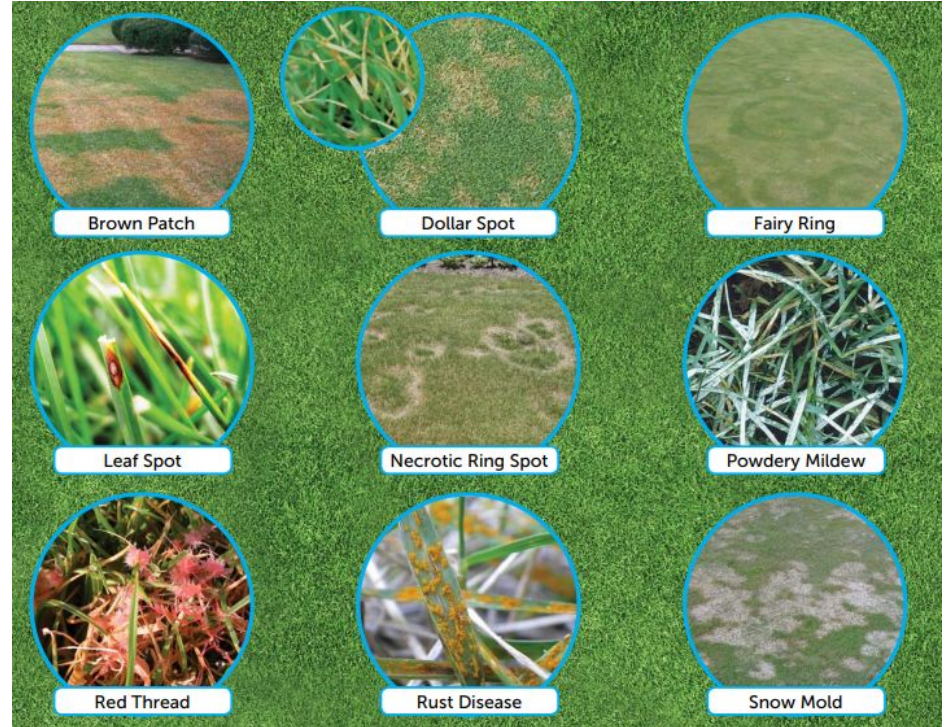 Brown Patch
Dollar Spot
Fairy Ring
Leaf Spot
Necrotic Ring Spot
Powdery Mildew
Red Thread
Rust Disease
Snow Mold